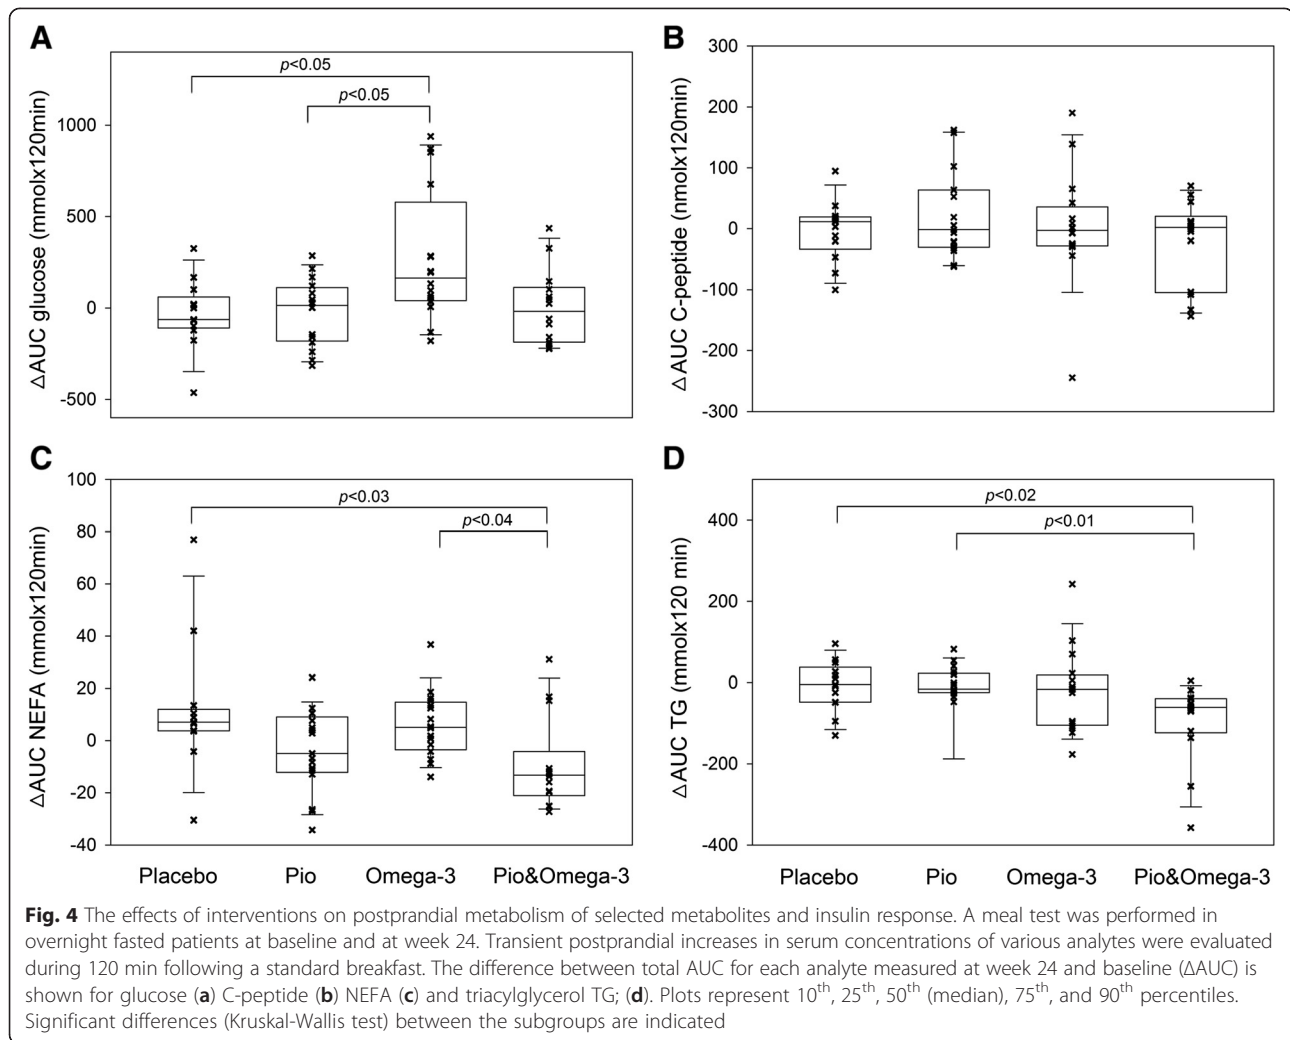 A
p<0.05
p<0.05
△AUC glucose (mmolx120min)
1000
500
0
-500
B
△AUC C-peptide (nmolx120min)
300
200
100
0
-100
-200
-300
C
p<0.03
p<0.04
△AUC NEFA (mmolx120min)
100
80
60
40
20
0
-20
-40
Placebo Pio Omega-3 Pio&Omega-3
D
p<0.02
p<0.01
△AUC TG (mmolx120 min)
400
200
0
-200
-400
Placebo Pio Omega-3 Pio&Omega-3
Fig. 4 The effects of interventions on postprandial metabolism of selected metabolites and insulin response. A meal test was performed in
overnight fasted patients at baseline and at week 24. Transient postprandial increases in serum concentrations of various analytes were evaluated
during 120 min following a standard breakfast. The difference between total AUC for each analyte measured at week 24 and baseline (ΔAUC) is
shown for glucose (a) C-peptide (b) NEFA (c) and triacylglycerol TG; (d). Plots represent 10th, 25th, 50th (median), 75th, and 90th percentiles.
Significant differences (Kruskal-Wallis test) between the subgroups are indicated